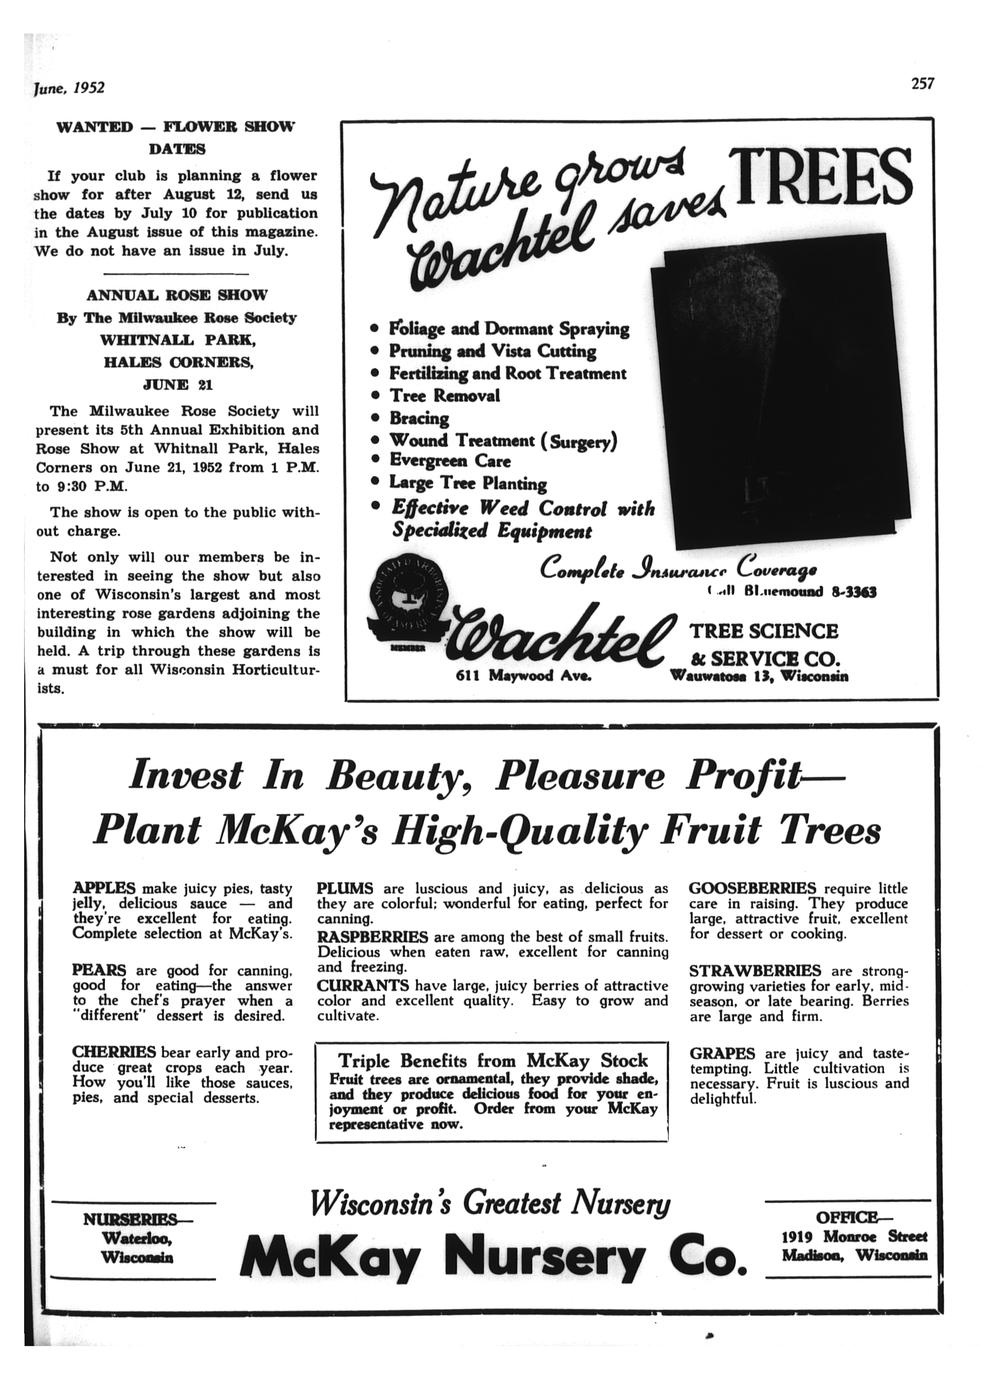 June, 1952
257
WANTED — FLOWER SHOW
DATES
If your club is planning a flower
show for after August 12, send us
the dates by July 10 for publication
in the August issue of this magazine.
We do not have an issue in July.
ANNUAL ROSE SHOW
By The Milwaukee Rose Society
WHITNALL PARK,
HALES CORNERS,
JUNE 21
The Milwaukee Rose Society will
present its 5th Annual Exhibition and
Rose Show at Whitnall Park, Hales
Corners on June 21, 1952 from 1 P.M.
to 9:30 P.M.
The show is open to the public with-
out charge.
Not only will our members be in-
terested in seeing the show but also
one of Wisconsin's largest and most
interesting rose gardens adjoining the
building in which the show will be
held. A trip through these gardens is
a must for all Wisconsin Horticultur-
ists.
Nature grows TREES
Wachtel saves
• Foliage and Dormant Spraying
• Pruning and Vista Cutting
• Fertilizing and Root Treatment
• Tree Removal
• Bracing
• Wound Treatment (Surgery)
• Evergreen Care
• Large Tree Planting
• Effective Weed Control with
Specialized Equipment
Complete Insurance Coverage
Call Bluemound 8-3363
MEMBER
Wachtel TREE SCIENCE
& SERVICE CO.
611 Maywood Ave. Wauwatosa 13, Wisconsin
Invest In Beauty, Pleasure Profit—
Plant McKay's High-Quality Fruit Trees
APPLES make juicy pies, tasty
jelly, delicious sauce — and
they're excellent for eating.
Complete selection at McKay's.
PEARS are good for canning,
good for eating—the answer
to the chef's prayer when a
"different" dessert is desired.
CHERRIES bear early and pro-
duce great crops each year.
How you'll like those sauces,
pies, and special desserts.
PLUMS are luscious and juicy, as delicious as
they are colorful; wonderful for eating, perfect for
canning.
RASPBERRIES are among the best of small fruits.
Delicious when eaten raw, excellent for canning
and freezing.
CURRANTS have large, juicy berries of attractive
color and excellent quality. Easy to grow and
cultivate.
Triple Benefits from McKay Stock
Fruit trees are ornamental, they provide shade,
and they produce delicious food for your en-
joyment or profit. Order from your McKay
representative now.
GOOSEBERRIES require little
care in raising. They produce
large, attractive fruit, excellent
for dessert or cooking.
STRAWBERRIES are strong-
growing varieties for early, mid-
season, or late bearing. Berries
are large and firm.
GRAPES are juicy and taste-
tempting. Little cultivation is
necessary. Fruit is luscious and
delightful.
NURSERIES—
Waterloo,
Wisconsin
Wisconsin's Greatest Nursery
McKay Nursery Co.
OFFICE—
1919 Monroe Street
Madison, Wisconsin